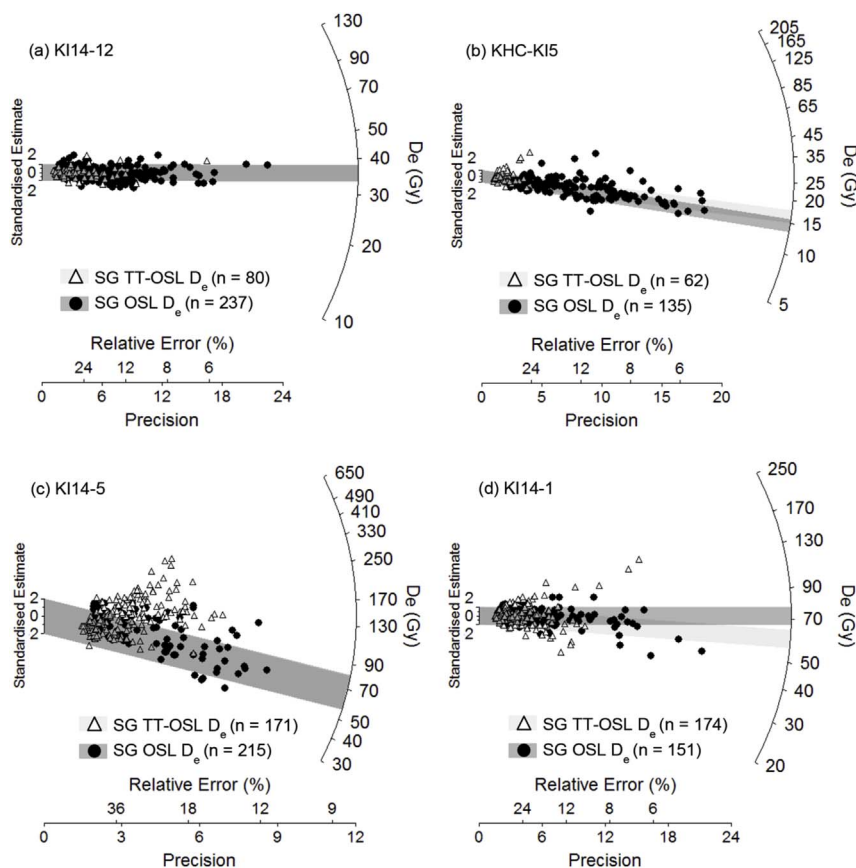 (a) KI14-12
130
90
70
50
40
30
20
10
De (Gy)
Standardised Estimate
2
0
2
SG TT-OSL De (n = 80)
SG OSL De (n = 237)
Relative Error (%)
24 12 8 6
0 6 12 18 24
Precision
(b) KHC-KI5
205
165
125
85
65
45
35
25
20
15
10
5
De (Gy)
Standardised Estimate
2
0
2
SG TT-OSL De (n = 62)
SG OSL De (n = 135)
Relative Error (%)
24 12 8 6
0 5 10 15 20
Precision
(c) KI14-5
650
490
410
330
250
170
130
90
70
50
40
30
De (Gy)
Standardised Estimate
2
0
2
SG TT-OSL De (n = 171)
SG OSL De (n = 215)
Relative Error (%)
36 18 12 9
0 3 6 9 12
Precision
(d) KI14-1
250
170
130
90
70
50
40
30
20
De (Gy)
Standardised Estimate
2
0
2
SG TT-OSL De (n = 174)
SG OSL De (n = 151)
Relative Error (%)
24 12 8 6
0 6 12 18 24
Precision